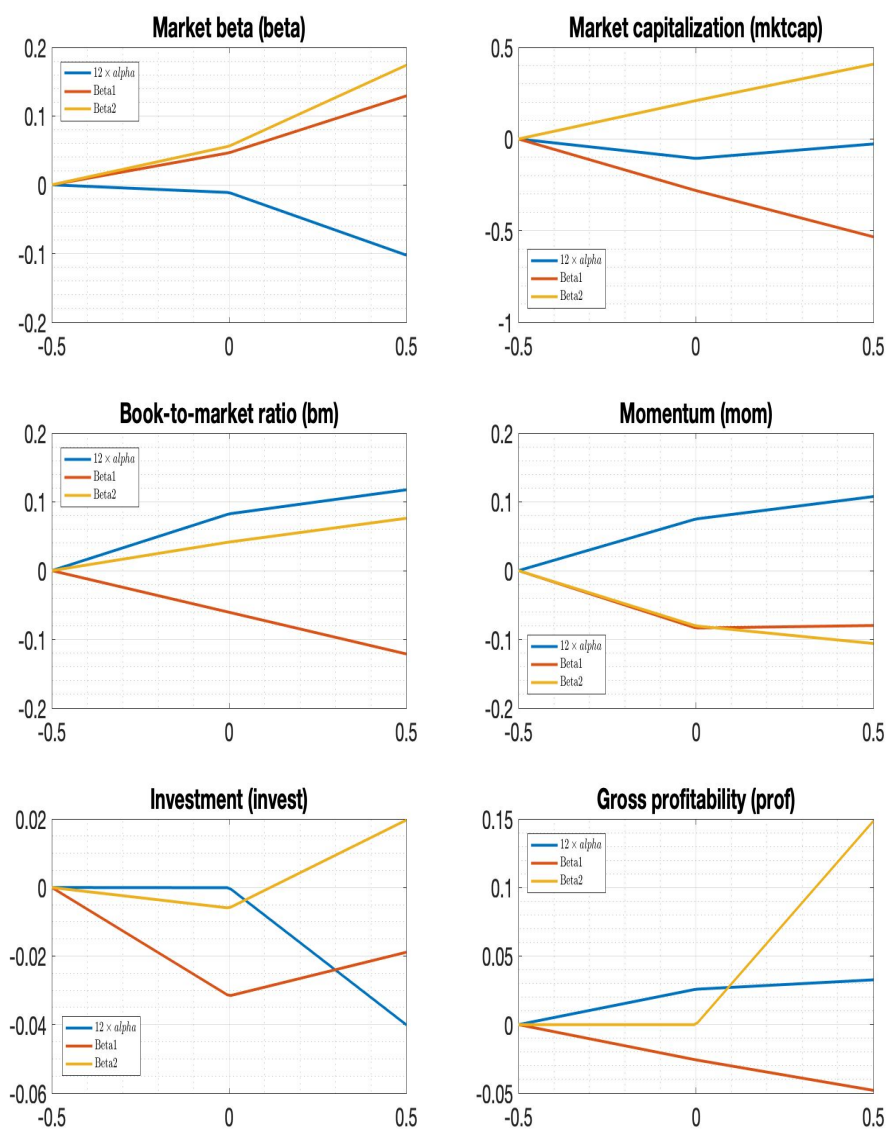 Market beta (beta)
0.2
0.1
0
-0.1
-0.2
12 × alpha
Beta1
Beta2
-0.5 0 0.5
Market capitalization (mktcap)
0.5
0
-0.5
-1
12 × alpha
Beta1
Beta2
-0.5 0 0.5
Book-to-market ratio (bm)
0.2
0.1
0
-0.1
-0.2
12 × alpha
Beta1
Beta2
-0.5 0 0.5
Momentum (mom)
0.2
0.1
0
-0.1
-0.2
12 × alpha
Beta1
Beta2
-0.5 0 0.5
Investment (invest)
0.02
0
-0.02
-0.04
-0.06
12 × alpha
Beta1
Beta2
-0.5 0 0.5
Gross profitability (prof)
0.15
0.1
0.05
0
-0.05
12 × alpha
Beta1
Beta2
-0.5 0 0.5